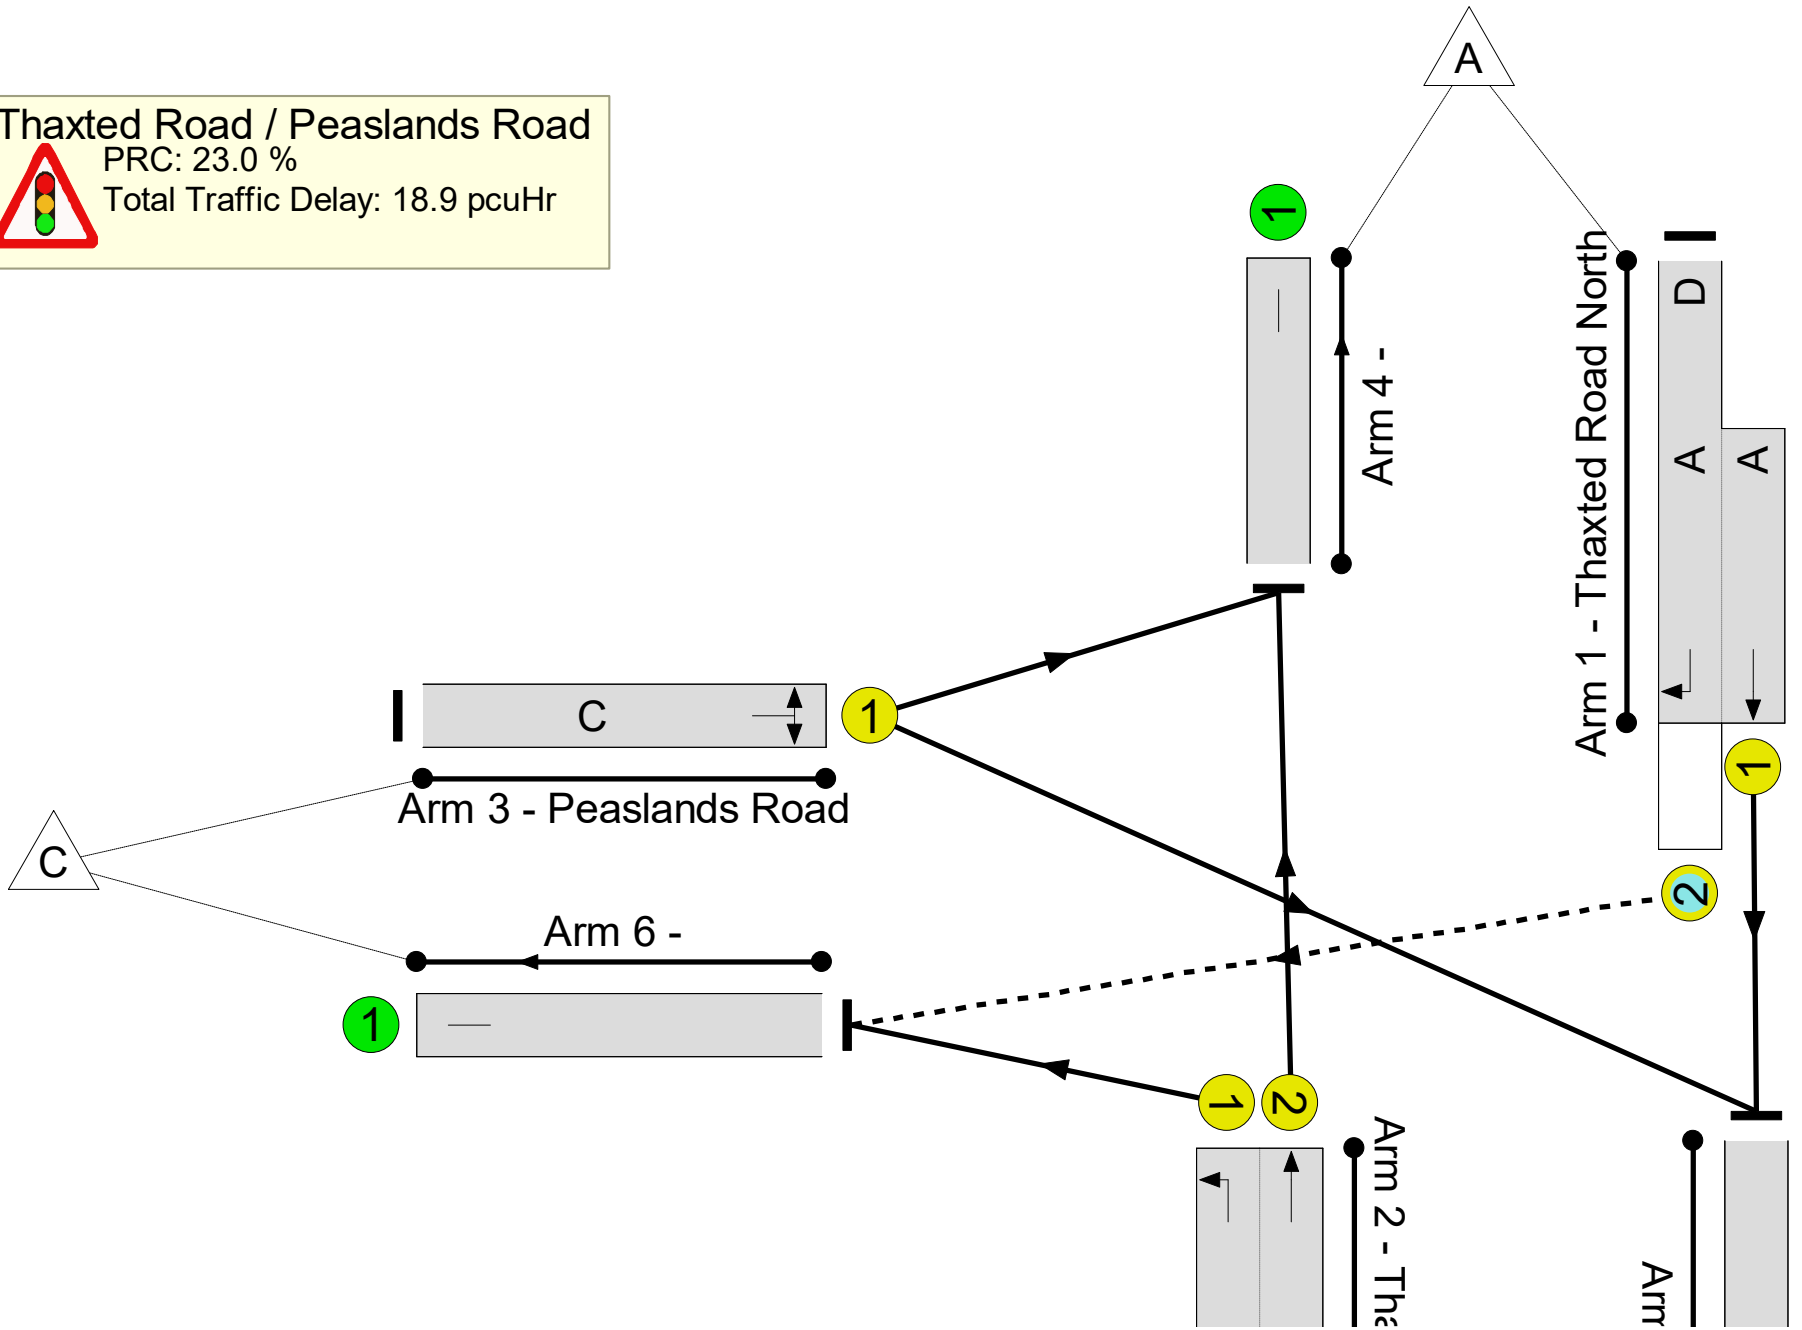 Thaxted Road / Peaslands Road
PRC: 23.0 %
Total Traffic Delay: 18.9 pcuHr
A
1
Arm 4 -
Arm 1 - Thaxted Road North
D
A
A
C
1
Arm 3 - Peaslands Road
1
C
2
Arm 6 -
1
1
2
Arm 2 - Tha
Arm